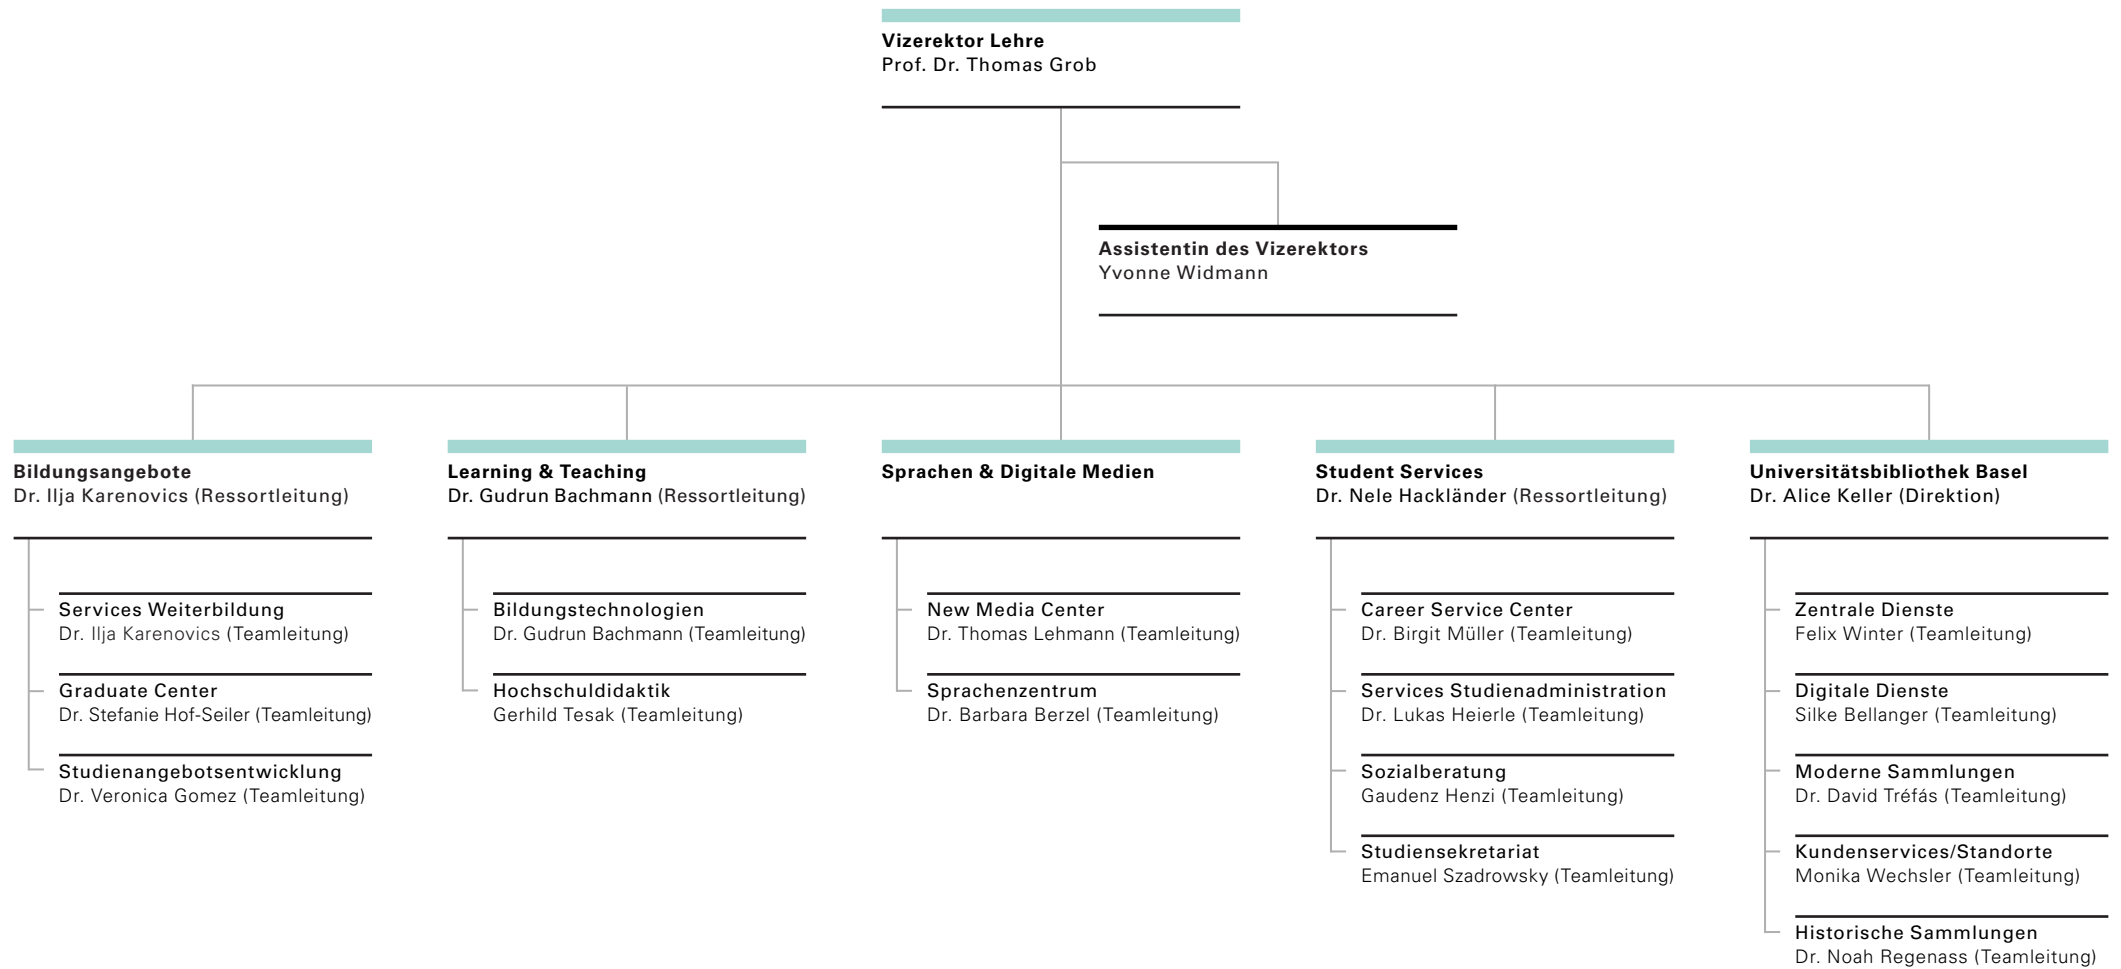 Vizerektor Lehre
Prof. Dr. Thomas Grob
Assistentin des Vizerektors
Yvonne Widmann
Bildungsangebote
Dr. Ilja Karenovics (Ressortleitung)
Services Weiterbildung
Dr. Ilja Karenovics (Teamleitung)
Graduate Center
Dr. Stefanie Hof-Seiler (Teamleitung)
Studienangebotsentwicklung
Dr. Veronica Gomez (Teamleitung)
Learning & Teaching
Dr. Gudrun Bachmann (Ressortleitung)
Bildungstechnologien
Dr. Gudrun Bachmann (Teamleitung)
Hochschuldidaktik
Gerhild Tesak (Teamleitung)
Sprachen & Digitale Medien
New Media Center
Dr. Thomas Lehmann (Teamleitung)
Sprachenzentrum
Dr. Barbara Berzel (Teamleitung)
Student Services
Dr. Nele Hackländer (Ressortleitung)
Career Service Center
Dr. Birgit Müller (Teamleitung)
Services Studienadministration
Dr. Lukas Heierle (Teamleitung)
Sozialberatung
Gaudenz Henzi (Teamleitung)
Studiensekretariat
Emanuel Szadrowsky (Teamleitung)
Universitätsbibliothek Basel
Dr. Alice Keller (Direktion)
Zentrale Dienste
Felix Winter (Teamleitung)
Digitale Dienste
Silke Bellanger (Teamleitung)
Moderne Sammlungen
Dr. David Tréfás (Teamleitung)
Kundenservices/Standorte
Monika Wechsler (Teamleitung)
Historische Sammlungen
Dr. Noah Regenass (Teamleitung)